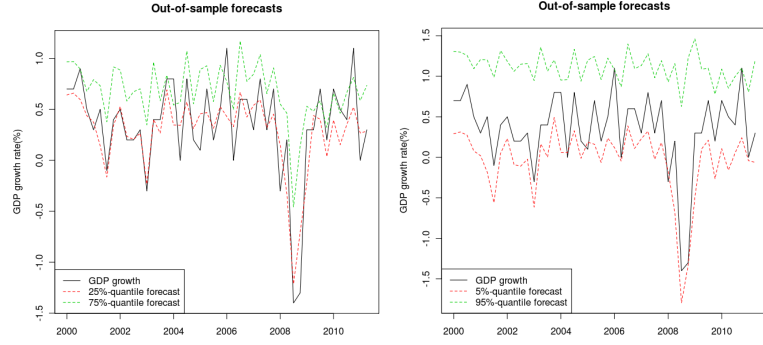 Out-of-sample forecasts
GDP growth rate(%)
1.0
0.5
0.0
-0.5
-1.0
-1.5
GDP growth
25%-quantile forecast
75%-quantile forecast
2000 2002 2004 2006 2008 2010
Out-of-sample forecasts
GDP growth rate(%)
1.5
1.0
0.5
0.0
-0.5
-1.0
-1.5
GDP growth
5%-quantile forecast
95%-quantile forecast
2000 2002 2004 2006 2008 2010